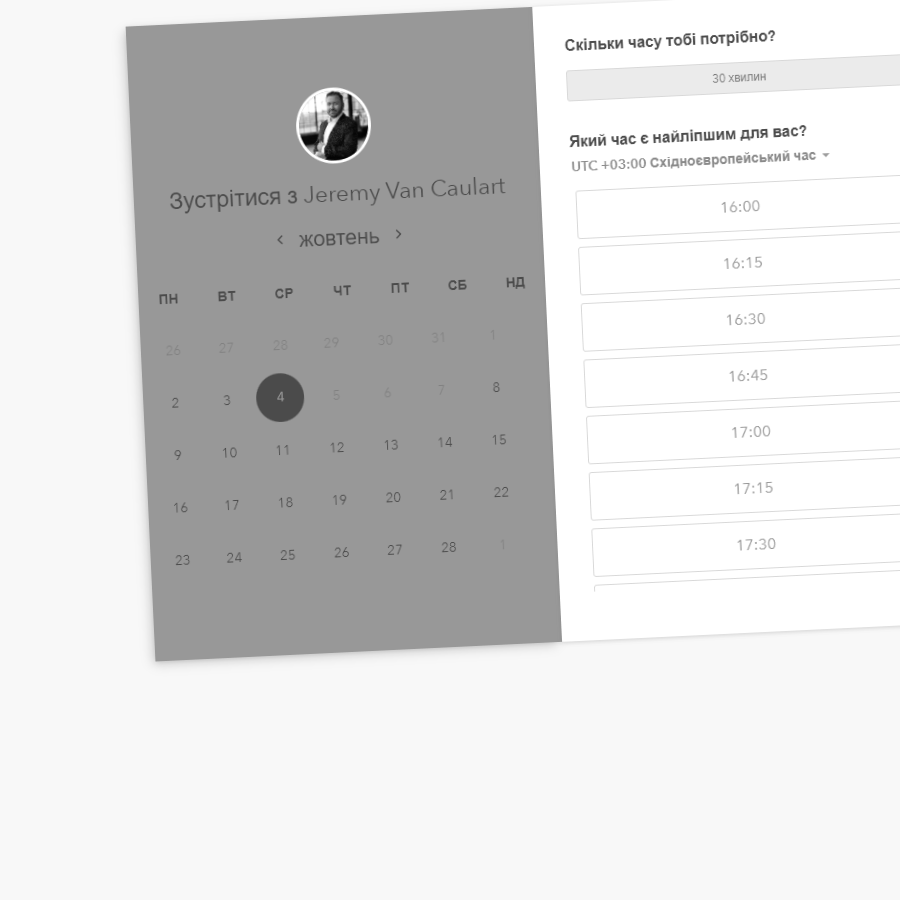 Зустрітися з Jeremy Van Caulart
‹ жовтень ›
ПН ВТ СР ЧТ ПТ СБ НД
26 27 28 29 30 31 1
2 3 4 5 6 7 8
9 10 11 12 13 14 15
16 17 18 19 20 21 22
23 24 25 26 27 28 1
Скільки часу тобі потрібно?
30 хвилин
Який час є найліпшим для вас?
UTC +03:00 Східноєвропейський час
16:00
16:15
16:30
16:45
17:00
17:15
17:30